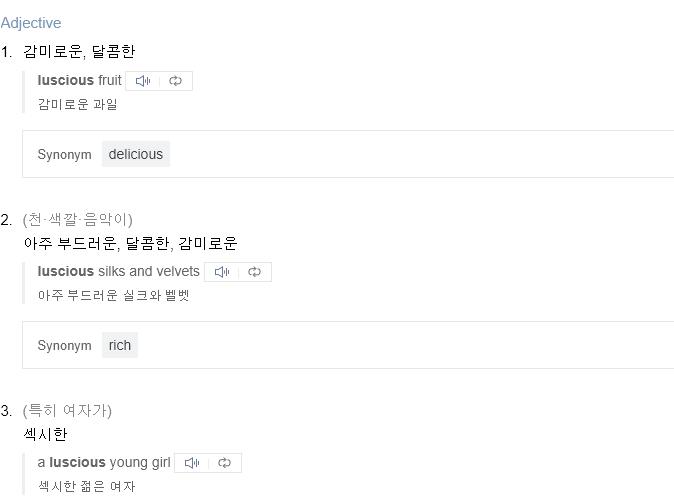 Adjective
1. 감미로운, 달콤한
luscious fruit
감미로운 과일
Synonym delicious
2. (천·색깔·음악이)
아주 부드러운, 달콤한, 감미로운
luscious silks and velvets
아주 부드러운 실크와 벨벳
Synonym rich
3. (특히 여자가)
섹시한
a luscious young girl
섹시한 젊은 여자